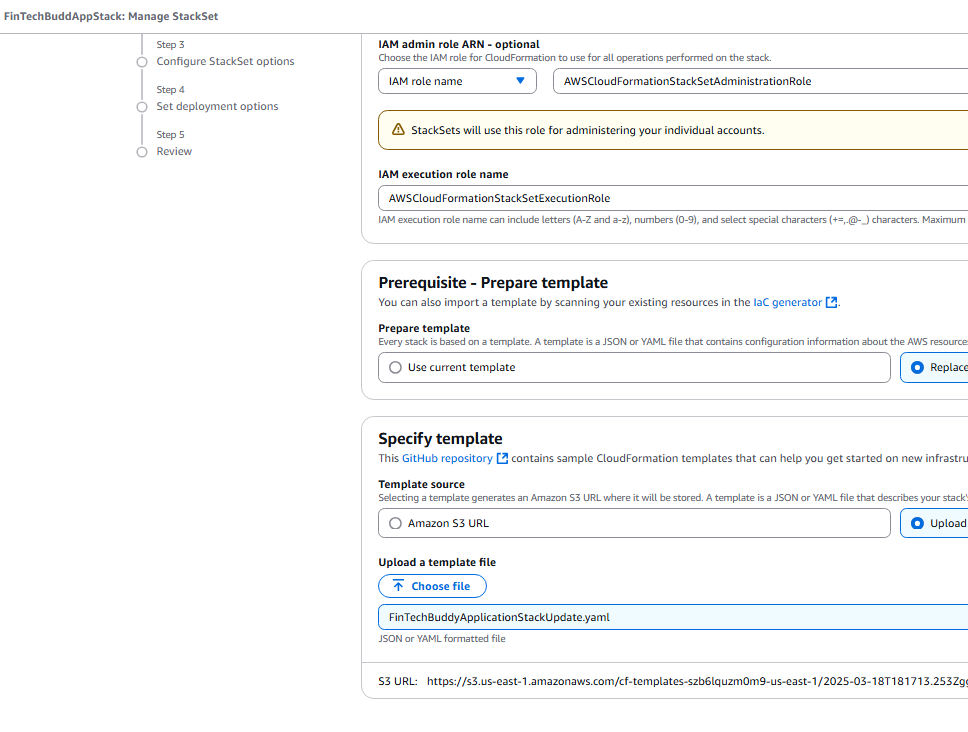 FinTechBuddAppStack: Manage StackSet
Step 3
Configure StackSet options
Step 4
Set deployment options
Step 5
Review
IAM admin role ARN - optional
Choose the IAM role for CloudFormation to use for all operations performed on the stack.
IAM role name
AWSCloudFormationStackSetAdministrationRole
StackSets will use this role for administering your individual accounts.
IAM execution role name
AWSCloudFormationStackSetExecutionRole
IAM execution role name can include letters (A-Z and a-z), numbers (0-9), and select special characters (+=,.@-_) characters. Maximum
Prerequisite - Prepare template
You can also import a template by scanning your existing resources in the IaC generator.
Prepare template
Every stack is based on a template. A template is a JSON or YAML file that contains configuration information about the AWS resource
Use current template
Replace
Specify template
This GitHub repository contains sample CloudFormation templates that can help you get started on new infrastru
Template source
Selecting a template generates an Amazon S3 URL where it will be stored. A template is a JSON or YAML file that describes your stack's
Amazon S3 URL
Upload
Upload a template file
Choose file
FinTechBuddyApplicationStackUpdate.yaml
JSON or YAML formatted file
S3 URL: https://s3.us-east-1.amazonaws.com/cf-templates-szb6lquzm0m9-us-east-1/2025-03-18T181713.253Zg